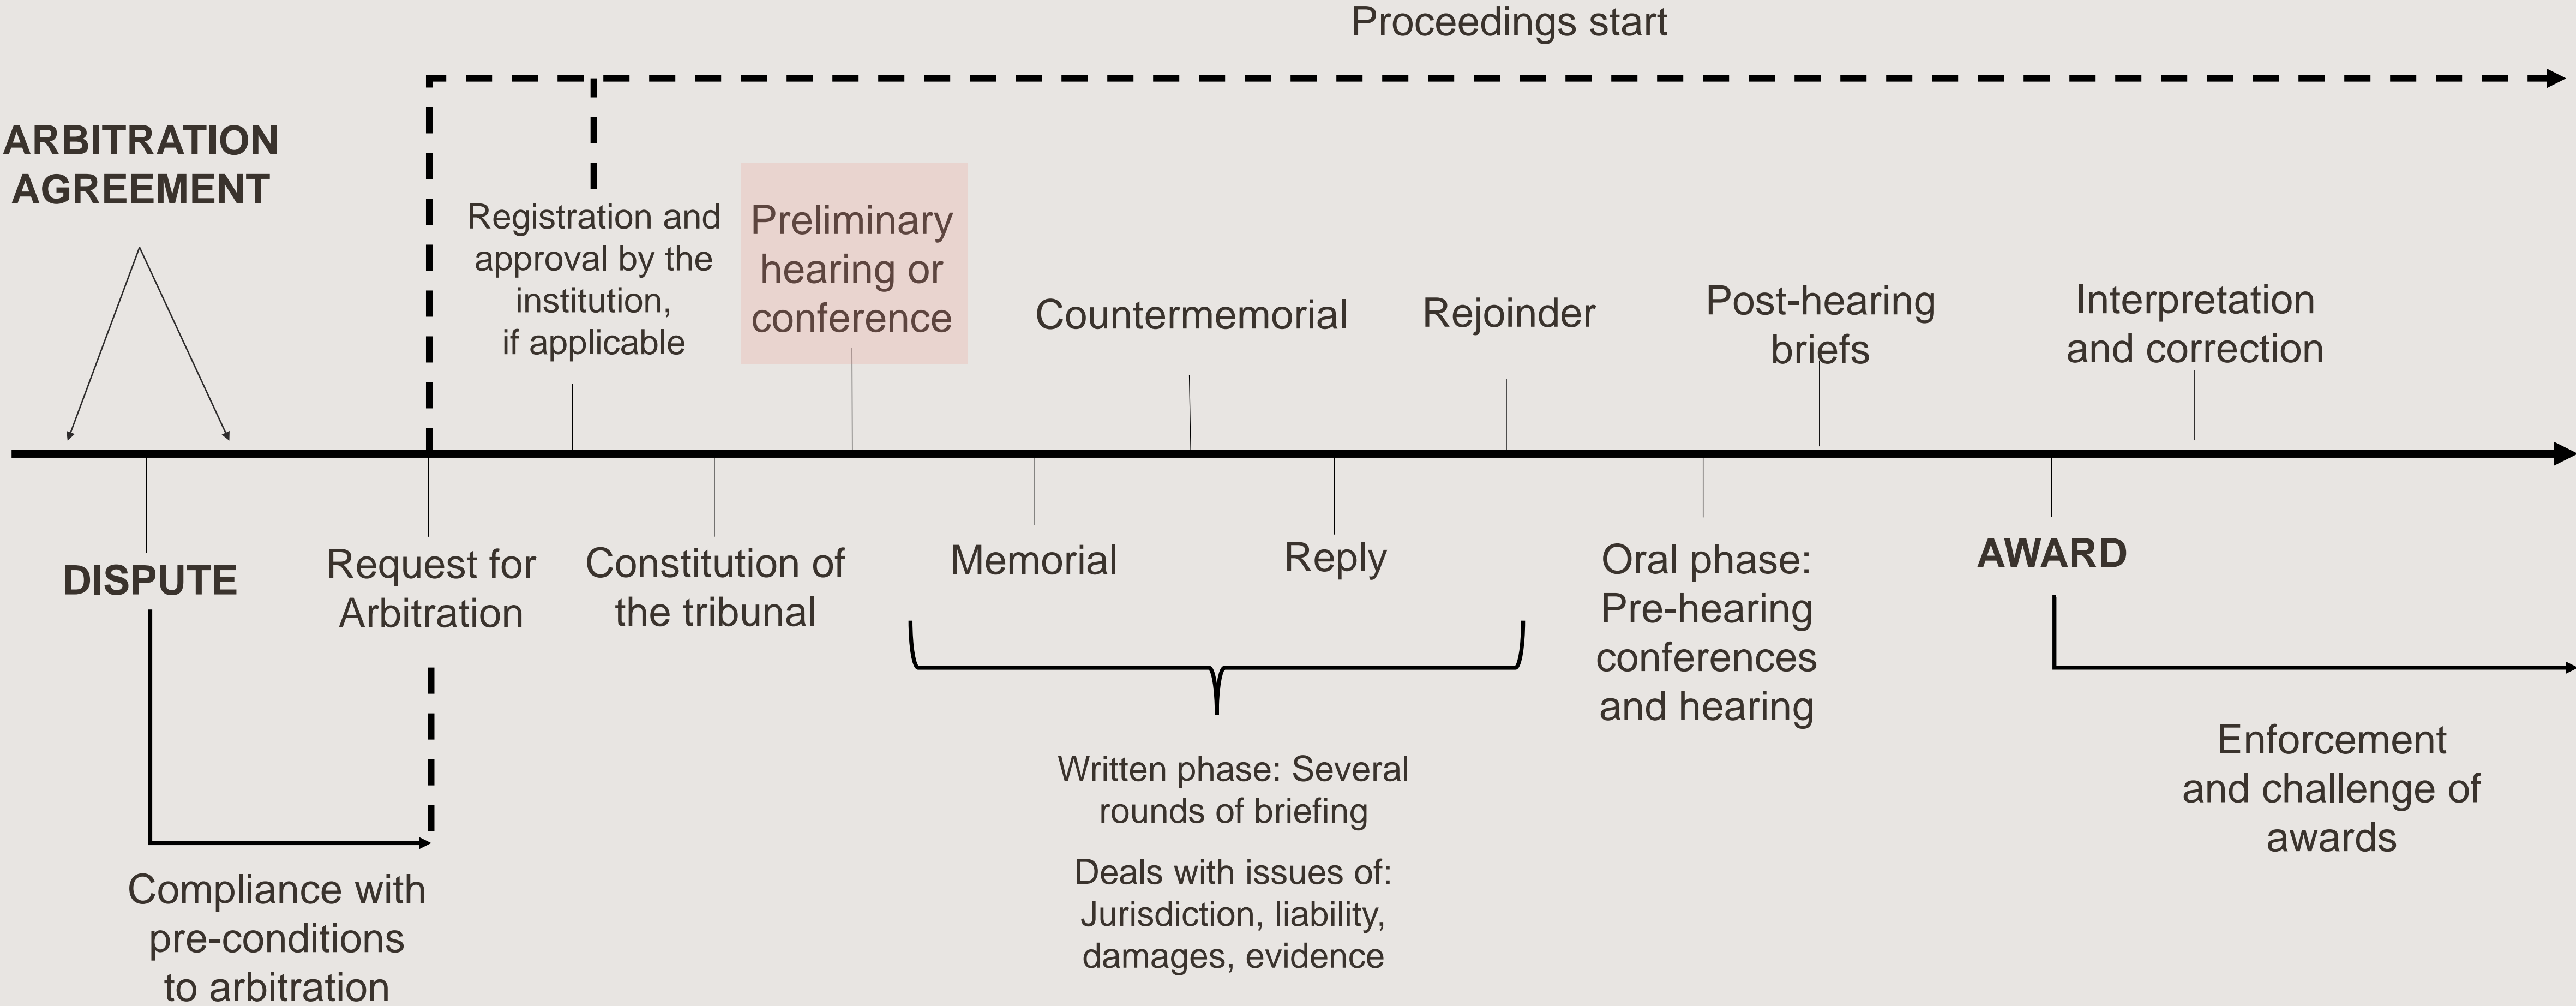 Proceedings start
ARBITRATION
AGREEMENT
Registration and
approval by the
institution,
if applicable
Preliminary
hearing or
conference
Countermemorial
Rejoinder
Post-hearing
briefs
Interpretation
and correction
DISPUTE
Request for
Arbitration
Constitution of
the tribunal
Memorial
Reply
Oral phase:
Pre-hearing
conferences
and hearing
AWARD
Compliance with
pre-conditions
to arbitration
Written phase: Several
rounds of briefing
Deals with issues of:
Jurisdiction, liability,
damages, evidence
Enforcement
and challenge of
awards